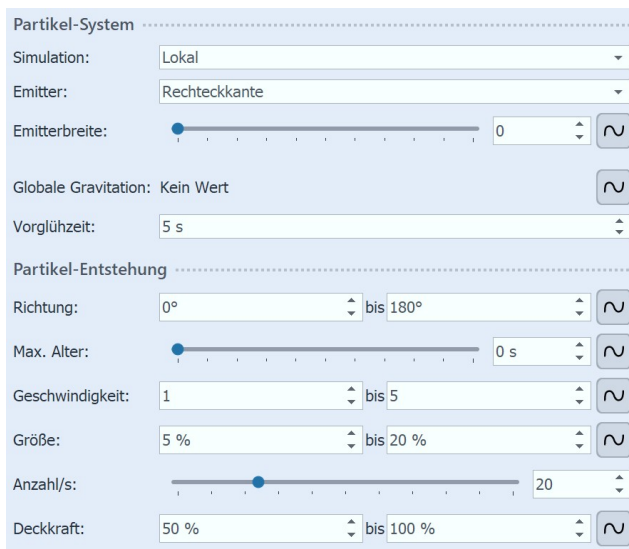 Partikel-System
Simulation: Lokal
Emitter: Rechteckkante
Emitterbreite: 0
Globale Gravitation: Kein Wert
Vorglühzeit: 5 s
Partikel-Entstehung
Richtung: 0° bis 180°
Max. Alter: 0 s
Geschwindigkeit: 1 bis 5
Größe: 5 % bis 20 %
Anzahl/s: 20
Deckkraft: 50 % bis 100 %